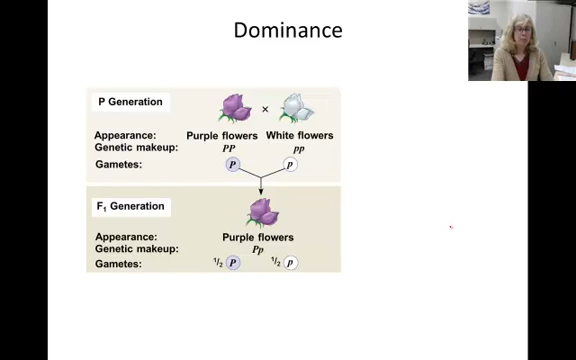 Dominance
P Generation
×
Appearance: Purple flowers White flowers
Genetic makeup: PP pp
Gametes: P p
F1 Generation
Appearance: Purple flowers
Genetic makeup: Pp
Gametes: 1/2 P 1/2 p